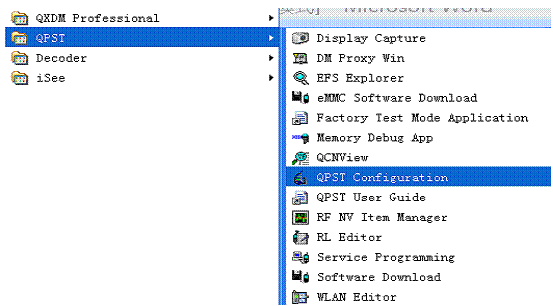 QXDM Professional
QPST
Decoder
iSee
Microsoft Word
Display Capture
DM Proxy Win
EFS Explorer
eMMC Software Download
Factory Test Mode Application
Memory Debug App
QCNView
QPST Configuration
QPST User Guide
RF NV Item Manager
RL Editor
Service Programming
Software Download
WLAN Editor